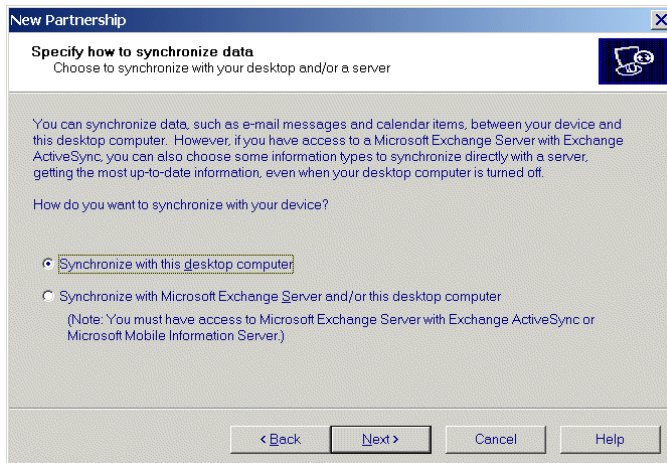 New Partnership
Specify how to synchronize data
Choose to synchronize with your desktop and/or a server
You can synchronize data, such as e-mail messages and calendar items, between your device and
this desktop computer. However, if you have access to a Microsoft Exchange Server with Exchange
ActiveSync, you can also choose some information types to synchronize directly with a server,
getting the most up-to-date information, even when your desktop computer is turned off.
How do you want to synchronize with your device?
Synchronize with this desktop computer
Synchronize with Microsoft Exchange Server and/or this desktop computer
(Note: You must have access to Microsoft Exchange Server with Exchange ActiveSync or
Microsoft Mobile Information Server.)
< Back Next > Cancel Help